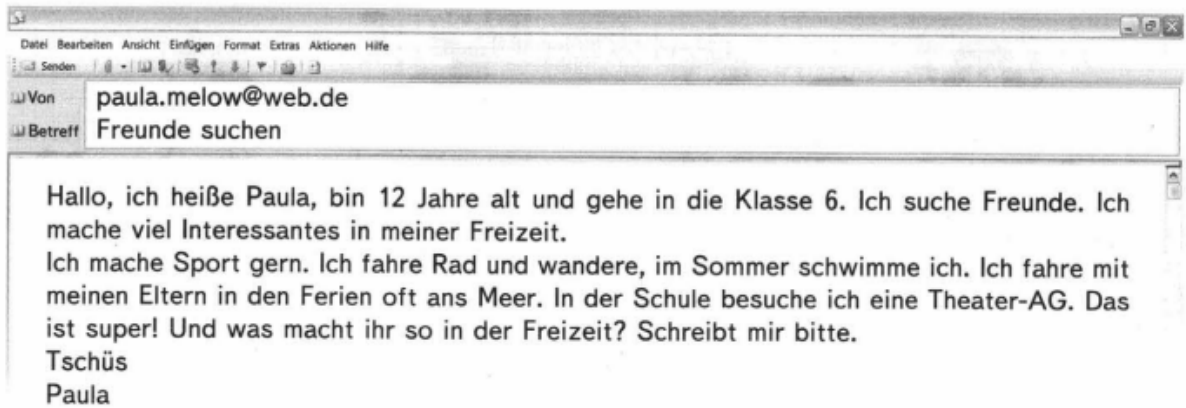 Datei Bearbeiten Ansicht Einfügen Format Extras Aktionen Hilfe
Senden
Von paula.melow@web.de
Betreff Freunde suchen
Hallo, ich heiße Paula, bin 12 Jahre alt und gehe in die Klasse 6. Ich suche Freunde. Ich
mache viel Interessantes in meiner Freizeit.
Ich mache Sport gern. Ich fahre Rad und wandere, im Sommer schwimme ich. Ich fahre mit
meinen Eltern in den Ferien oft ans Meer. In der Schule besuche ich eine Theater-AG. Das
ist super! Und was macht ihr so in der Freizeit? Schreibt mir bitte.
Tschüs
Paula